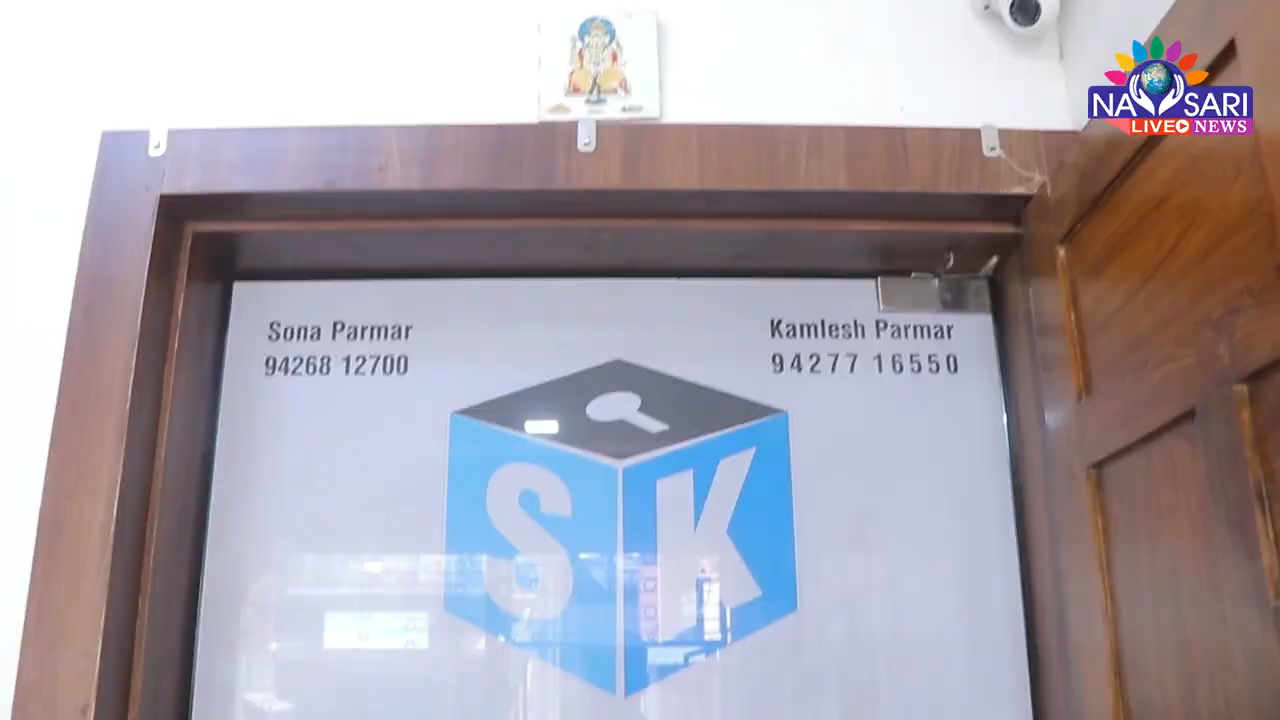 NAVSARI
LIVE NEWS
Sona Parmar
94268 12700
Kamlesh Parmar
94277 16550
SK